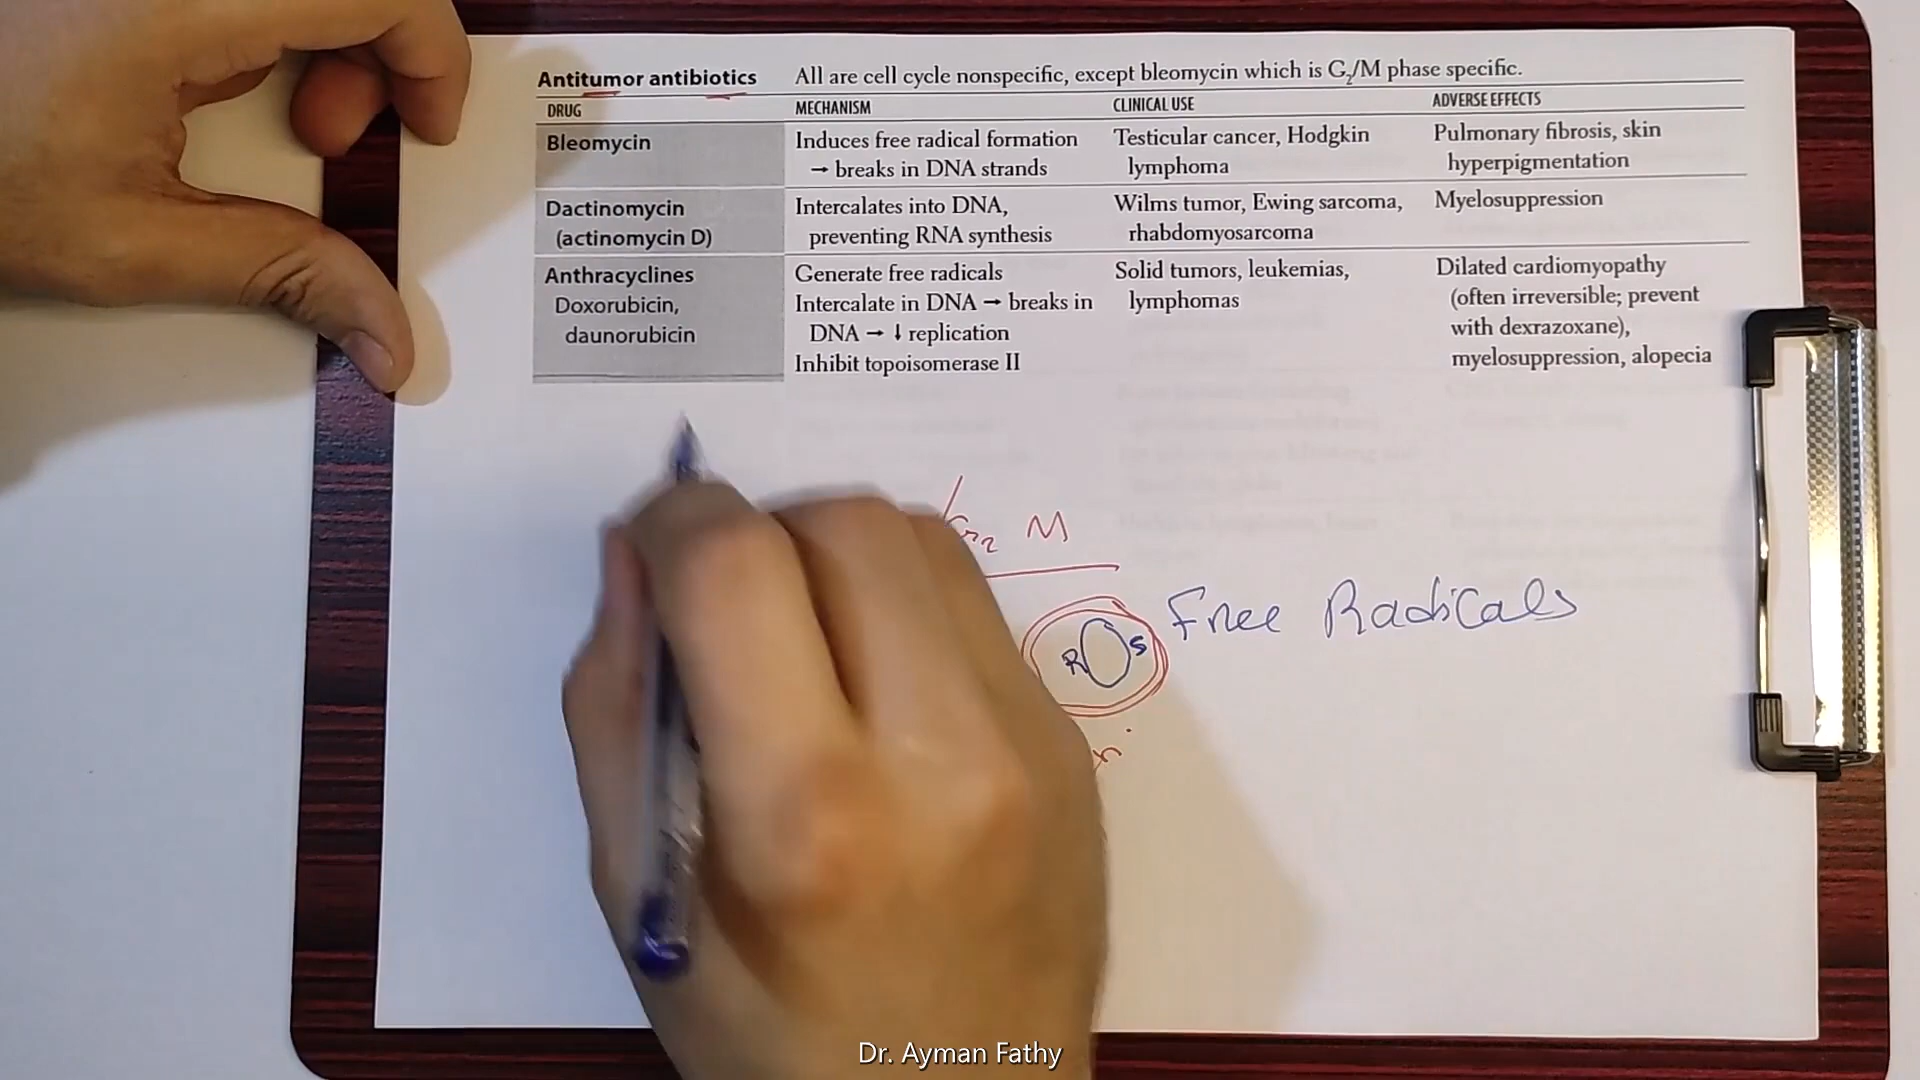 Antitumor antibiotics All are cell cycle nonspecific, except bleomycin which is G₂/M phase specific.
DRUG MECHANISM CLINICAL USE ADVERSE EFFECTS
Bleomycin
Induces free radical formation
→ breaks in DNA strands
Testicular cancer, Hodgkin
lymphoma
Pulmonary fibrosis, skin
hyperpigmentation
Dactinomycin
(actinomycin D)
Intercalates into DNA,
preventing RNA synthesis
Wilms tumor, Ewing sarcoma,
rhabdomyosarcoma
Myelosuppression
Anthracyclines
Doxorubicin,
daunorubicin
Generate free radicals
Intercalate in DNA → breaks in
DNA → ↓ replication
Inhibit topoisomerase II
Solid tumors, leukemias,
lymphomas
Dilated cardiomyopathy
(often irreversible; prevent
with dexrazoxane),
myelosuppression, alopecia
G₂ M
R S
Free Radicals
Dr. Ayman Fathy